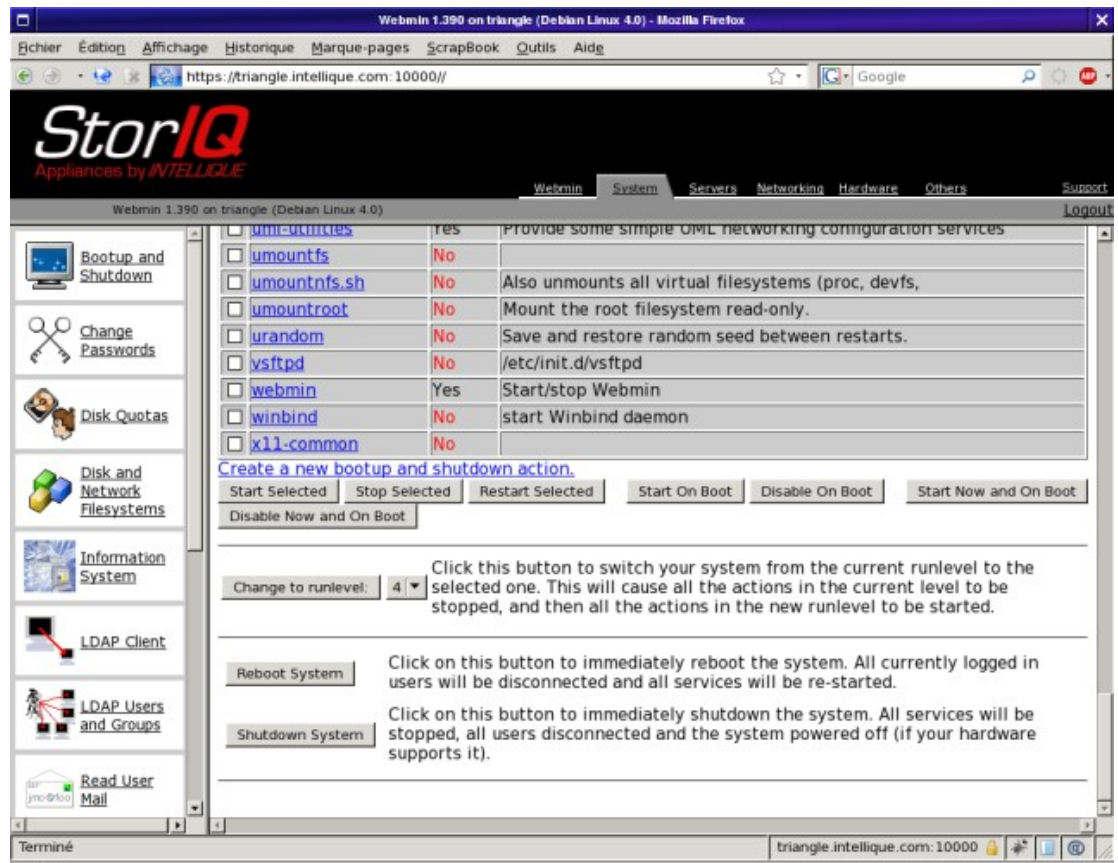 Webmin 1.390 on triangle (Debian Linux 4.0) - Mozilla Firefox
Fichier Édition Affichage Historique Marque-pages ScrapBook Outils Aide
https://triangle.intellique.com:10000// Google ABP
StorIQ
Appliances by INTELLIQUE
Webmin System Servers Networking Hardware Others Support
Webmin 1.390 on triangle (Debian Linux 4.0) Logout
Bootup and
Shutdown
Change
Passwords
Disk Quotas
Disk and
Network
Filesystems
Information
System
LDAP Client
LDAP Users
and Groups
Read User
Mail
uml-utilities Yes Provide some simple UML networking configuration services
umountfs No
umountnfs.sh No Also unmounts all virtual filesystems (proc, devfs,
umountroot No Mount the root filesystem read-only.
urandom No Save and restore random seed between restarts.
vsftpd No /etc/init.d/vsftpd
webmin Yes Start/stop Webmin
winbind No start Winbind daemon
x11-common No
Create a new bootup and shutdown action.
Start Selected Stop Selected Restart Selected Start On Boot Disable On Boot Start Now and On Boot
Disable Now and On Boot
Change to runlevel: 4 Click this button to switch your system from the current runlevel to the
selected one. This will cause all the actions in the current level to be
stopped, and then all the actions in the new runlevel to be started.
Reboot System Click on this button to immediately reboot the system. All currently logged in
users will be disconnected and all services will be re-started.
Shutdown System Click on this button to immediately shutdown the system. All services will be
stopped, all users disconnected and the system powered off (if your hardware
supports it).
Terminé triangle.intellique.com:10000